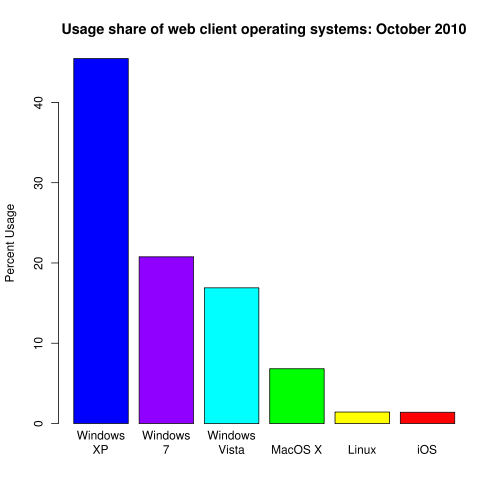 Usage share of web client operating systems: October 2010
Percent Usage
40
30
20
10
0
Windows
XP
Windows
7
Windows
Vista
MacOS X
Linux
iOS